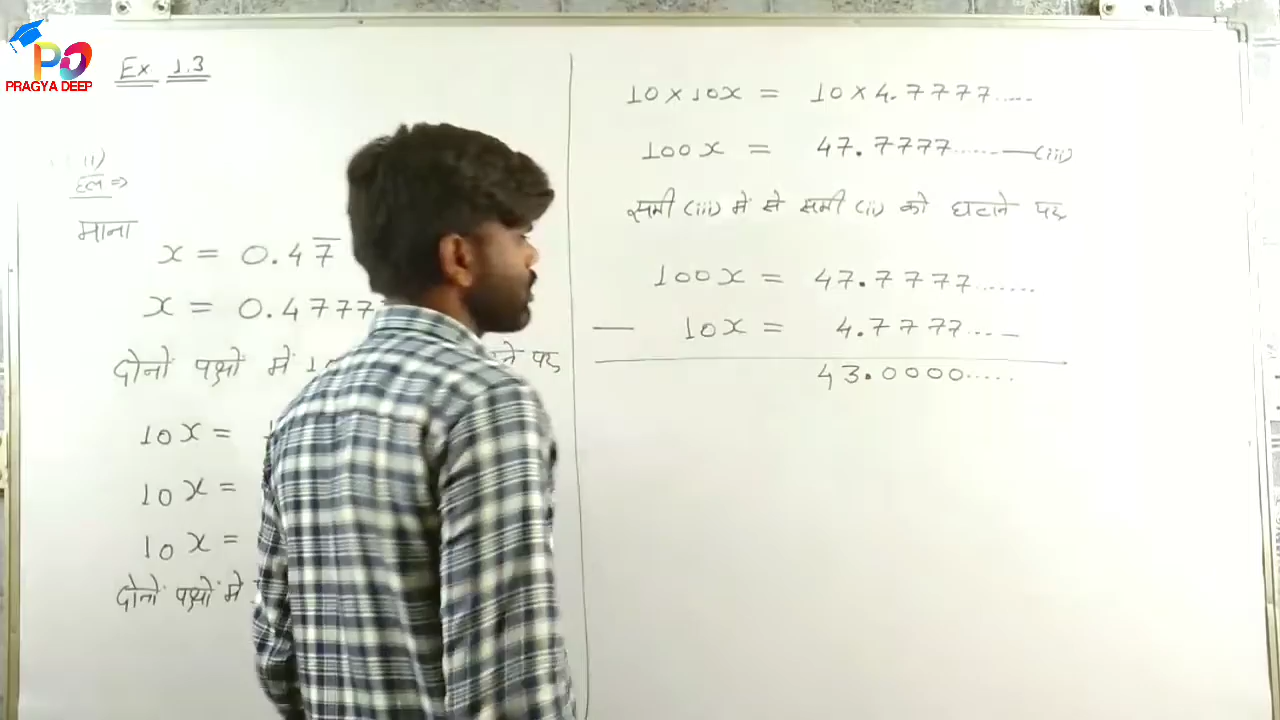 PRAGYA DEEP
Ex 1.3
ii)
हल ⇒
माना
x = 0.47̅
x = 0.4777
दोनों पक्षों में 10 ने पर
10x =
10x =
10x =
दोनों पक्षों में
10 × 10x = 10 × 4.7777.....
100x = 47.7777..... —(iii)
समी (iii) में से समी (ii) को घटाने पर
100x = 47.7777.......
— 10x = 4.7777....
43.0000.....